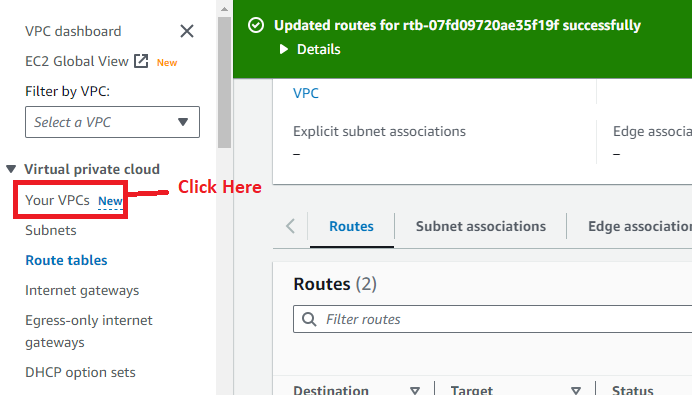 VPC dashboard
EC2 Global View New
Filter by VPC:
Select a VPC
Virtual private cloud
Your VPCs New
Click Here
Subnets
Route tables
Internet gateways
Egress-only internet
gateways
DHCP option sets
Updated routes for rtb-07fd09720ae35f19f successfully
Details
VPC
Explicit subnet associations
–
Edge associa
–
Routes
Subnet associations
Edge association
Routes (2)
Filter routes
Destination
Target
Status